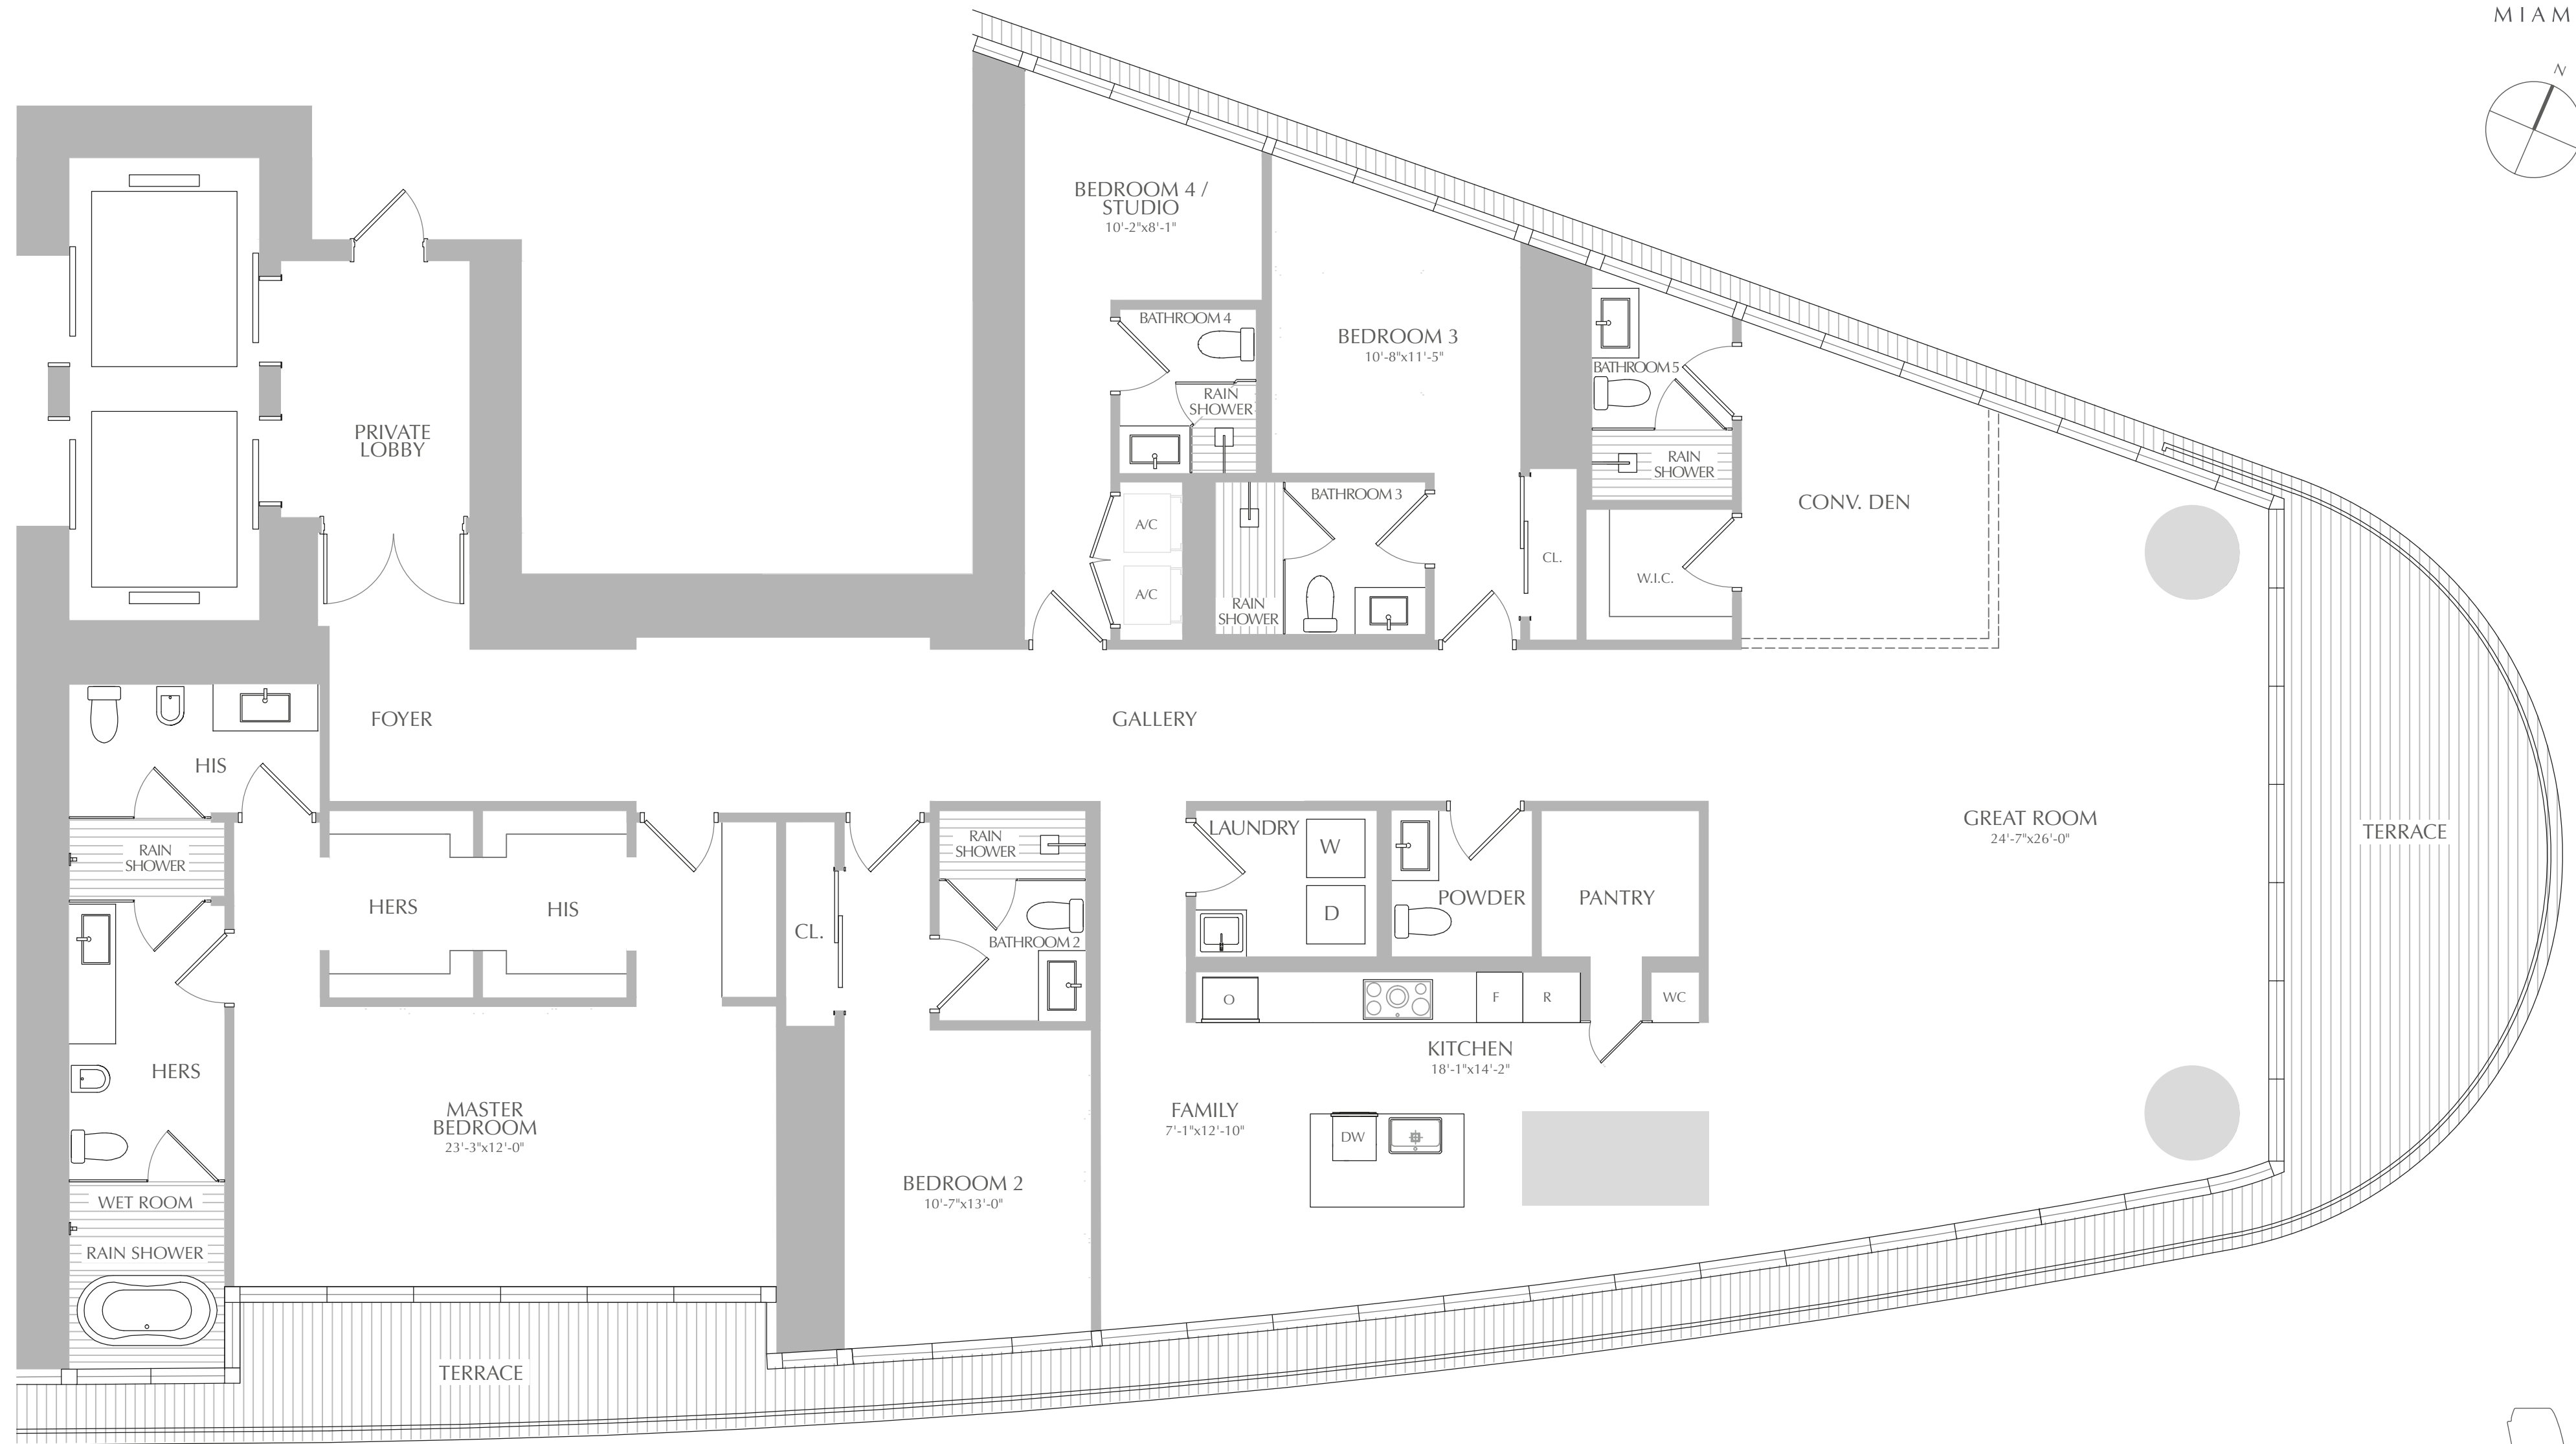 MIAM
N
BEDROOM 4 /
STUDIO
10'-2"x8'-1"
BATHROOM 4
RAIN
SHOWER
BEDROOM 3
10'-8"x11'-5"
BATHROOM 5
RAIN
SHOWER
PRIVATE
LOBBY
A/C
A/C
BATHROOM 3
RAIN
SHOWER
CL.
W.I.C.
CONV. DEN
FOYER
GALLERY
HIS
RAIN
SHOWER
HERS
HIS
CL.
RAIN
SHOWER
BATHROOM 2
LAUNDRY
W
D
POWDER
PANTRY
GREAT ROOM
24'-7"x26'-0"
TERRACE
O
F
R
WC
KITCHEN
18'-1"x14'-2"
HERS
MASTER
BEDROOM
23'-3"x12'-0"
FAMILY
7'-1"x12'-10"
DW
BEDROOM 2
10'-7"x13'-0"
WET ROOM
RAIN SHOWER
TERRACE